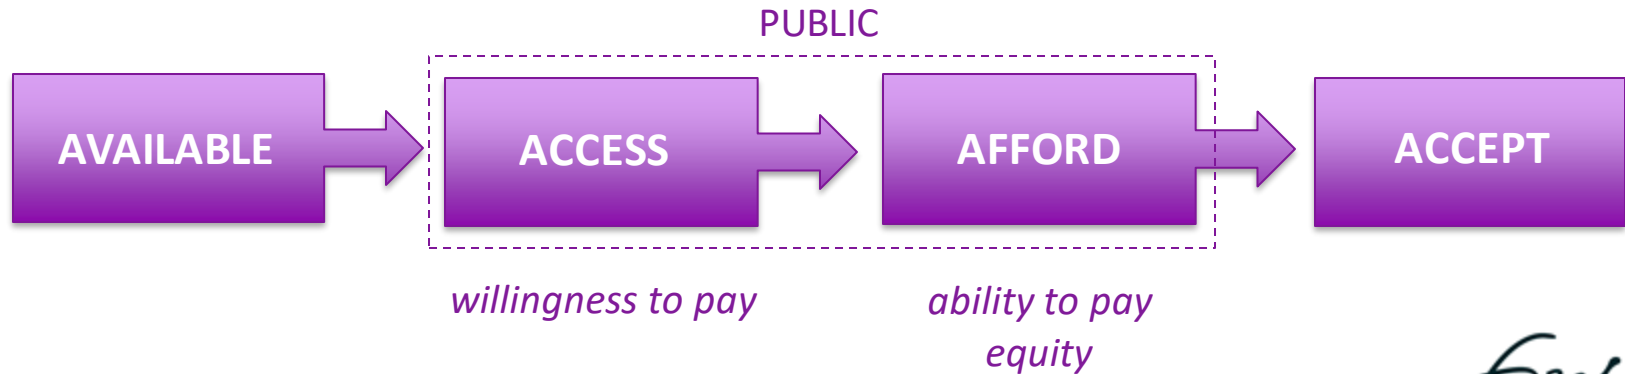 PUBLIC
AVAILABLE
ACCESS
AFFORD
ACCEPT
willingness to pay
ability to pay
equity